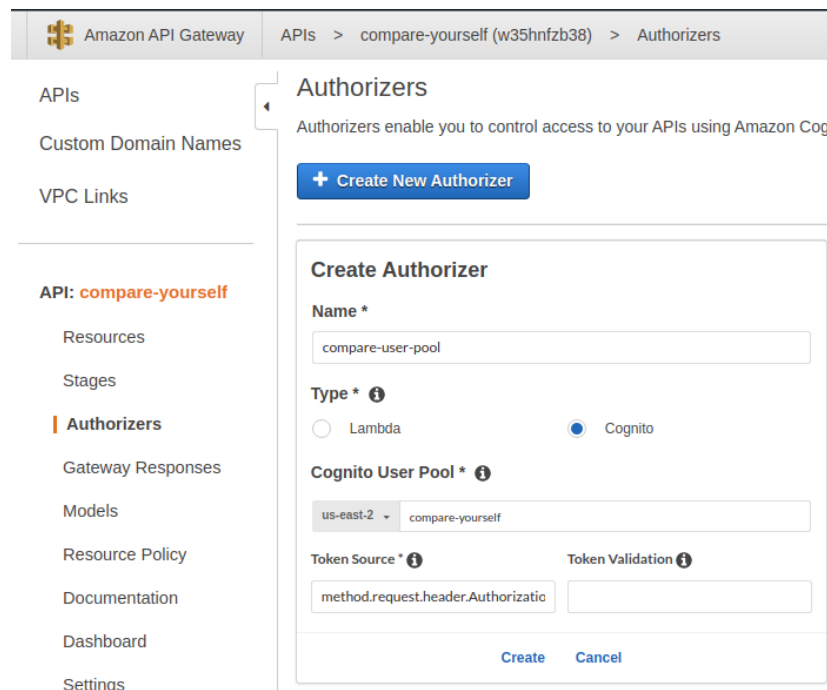 Amazon API Gateway APIs > compare-yourself (w35hnfzb38) > Authorizers
APIs
Custom Domain Names
VPC Links
API: compare-yourself
Resources
Stages
Authorizers
Gateway Responses
Models
Resource Policy
Documentation
Dashboard
Settings
Authorizers
Authorizers enable you to control access to your APIs using Amazon Cog
+ Create New Authorizer
Create Authorizer
Name *
compare-user-pool
Type *
Lambda Cognito
Cognito User Pool *
us-east-2 compare-yourself
Token Source * Token Validation
method.request.header.Authorizatio
Create Cancel